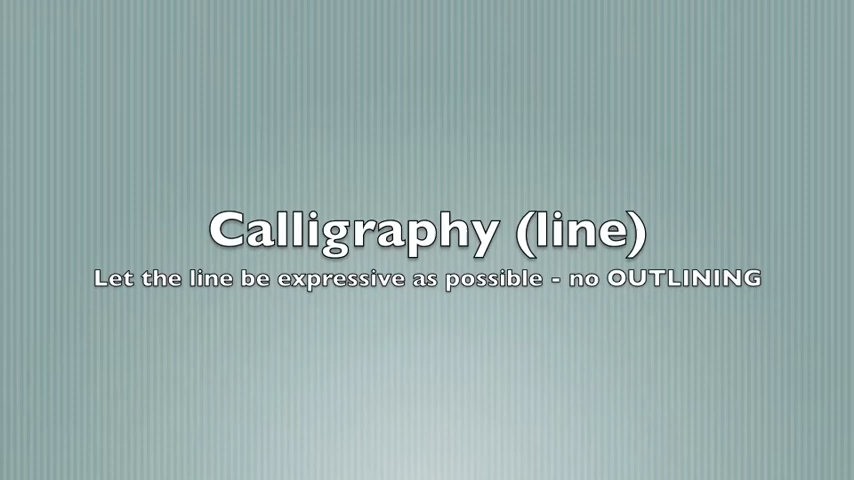 Calligraphy (line)
Let the line be expressive as possible - no OUTLINING